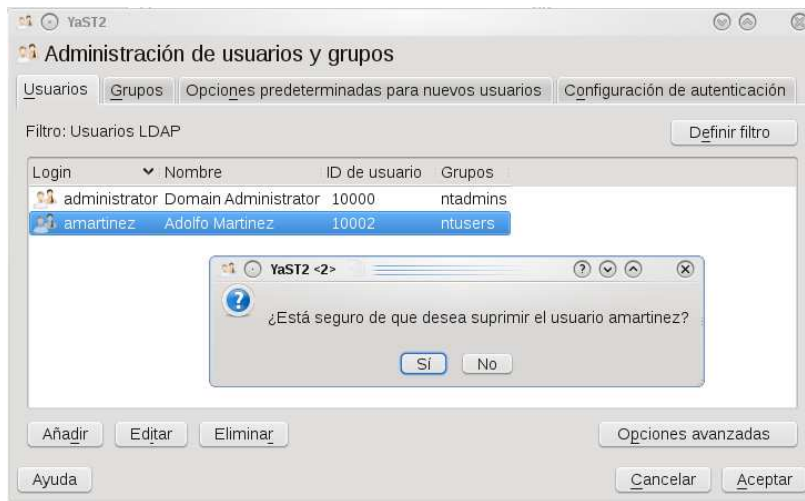 YaST2
Administración de usuarios y grupos
Usuarios Grupos Opciones predeterminadas para nuevos usuarios Configuración de autenticación
Filtro: Usuarios LDAP Definir filtro
Login Nombre ID de usuario Grupos
administrator Domain Administrator 10000 ntadmins
amartinez Adolfo Martinez 10002 ntusers
YaST2 <2>
¿Está seguro de que desea suprimir el usuario amartinez?
Sí No
Añadir Editar Eliminar Opciones avanzadas
Ayuda Cancelar Aceptar